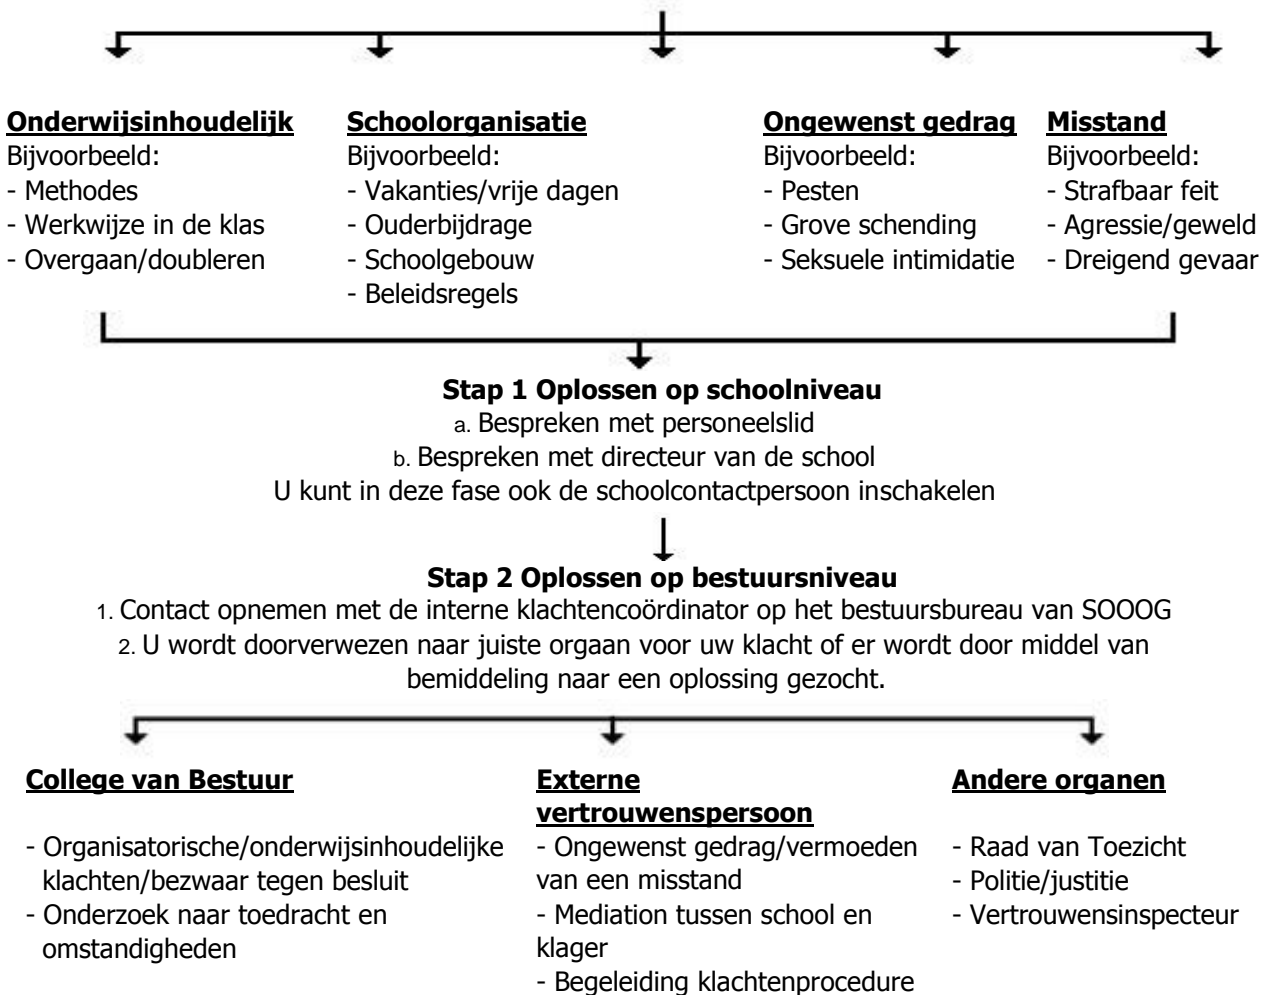 Onderwijsinhoudelijk
Bijvoorbeeld:
- Methodes
- Werkwijze in de klas
- Overgaan/doubleren
Schoolorganisatie
Bijvoorbeeld:
- Vakanties/vrije dagen
- Ouderbijdrage
- Schoolgebouw
- Beleidsregels
Ongewenst gedrag
Bijvoorbeeld:
- Pesten
- Grove schending
- Seksuele intimidatie
Misstand
Bijvoorbeeld:
- Strafbaar feit
- Agressie/geweld
- Dreigend gevaar
Stap 1 Oplossen op schoolniveau
a. Bespreken met personeelslid
b. Bespreken met directeur van de school
U kunt in deze fase ook de schoolcontactpersoon inschakelen
Stap 2 Oplossen op bestuursniveau
1. Contact opnemen met de interne klachtencoördinator op het bestuursbureau van SOOOG
2. U wordt doorverwezen naar juiste orgaan voor uw klacht of er wordt door middel van
bemiddeling naar een oplossing gezocht.
College van Bestuur
- Organisatorische/onderwijsinhoudelijke
klachten/bezwaar tegen besluit
- Onderzoek naar toedracht en
omstandigheden
Externe
vertrouwenspersoon
- Ongewenst gedrag/vermoeden
van een misstand
- Mediation tussen school en
klager
- Begeleiding klachtenprocedure
Andere organen
- Raad van Toezicht
- Politie/justitie
- Vertrouwensinspecteur